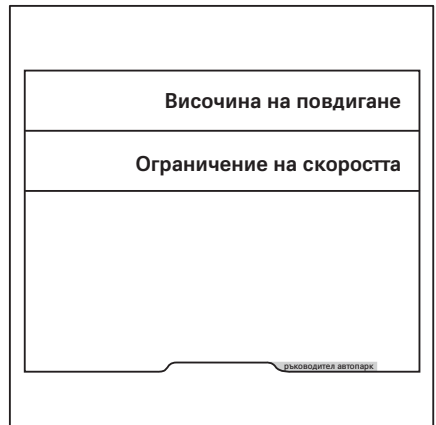 Височина на повдигане
Ограничение на скоростта
ръководител автопарк